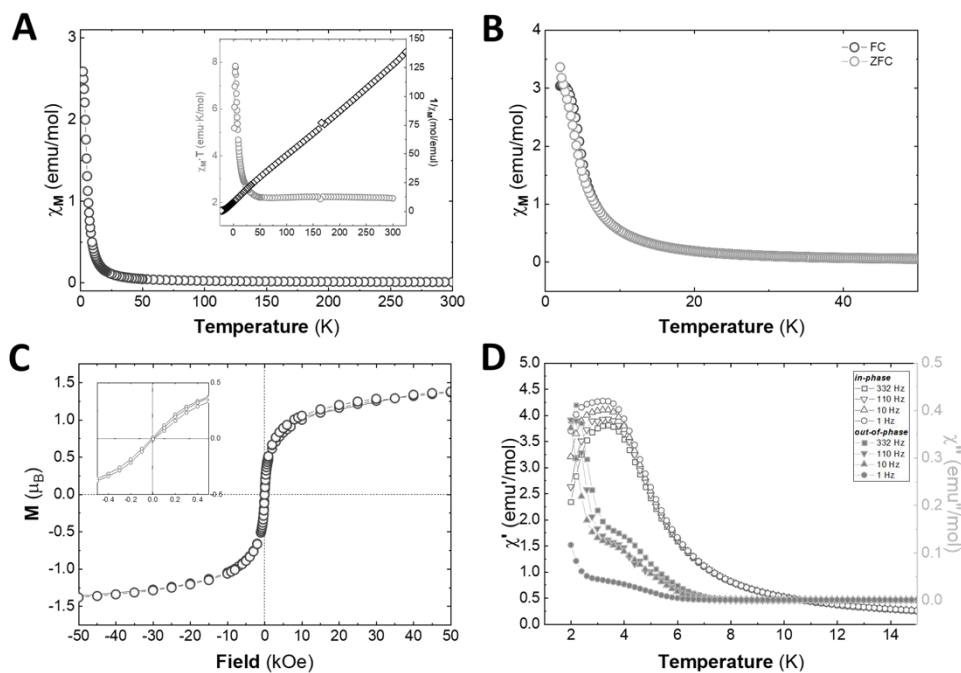 A
3
2
1
0
χM (emu/mol)
0 50 100 150 200 250 300
Temperature (K)
8
6
4
2
χM·T (emu·K/mol)
150
125
100
75
50
25
0
1/χM(mol/emul)
0 50 100 150 200 250 300
B
4
3
2
1
0
χM (emu/mol)
FC
ZFC
0 20 40
Temperature (K)
C
1.5
1.0
0.5
0.0
-0.5
-1.0
-1.5
M (μB)
0.5
0.0
-0.5
-0.4 -0.2 0.0 0.2 0.4
-50 -40 -30 -20 -10 0 10 20 30 40 50
Field (kOe)
D
5.0
4.5
4.0
3.5
3.0
2.5
2.0
1.5
1.0
0.5
0.0
χ' (emu'/mol)
in-phase
332 Hz
110 Hz
10 Hz
1 Hz
out-of-phase
332 Hz
110 Hz
10 Hz
1 Hz
0.5
0.4
0.3
0.2
0.1
0.0
χ'' (emu''/mol)
2 4 6 8 10 12 14
Temperature (K)